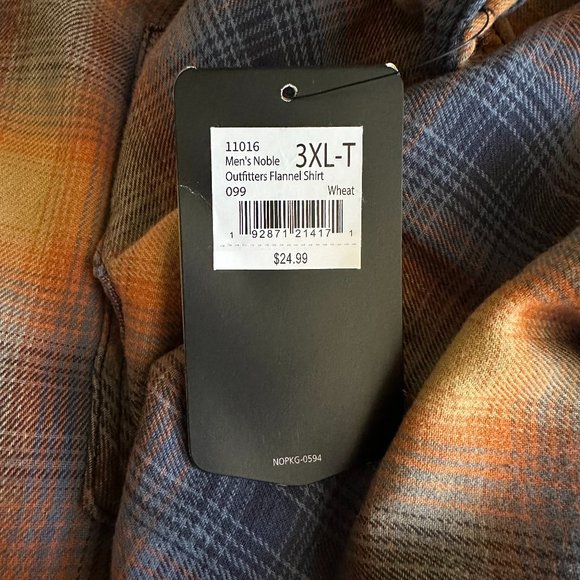 11016
Men's Noble 3XL-T
Outfitters Flannel Shirt
099 Wheat
1 92871 21417 1
$24.99
NOPKG-0594